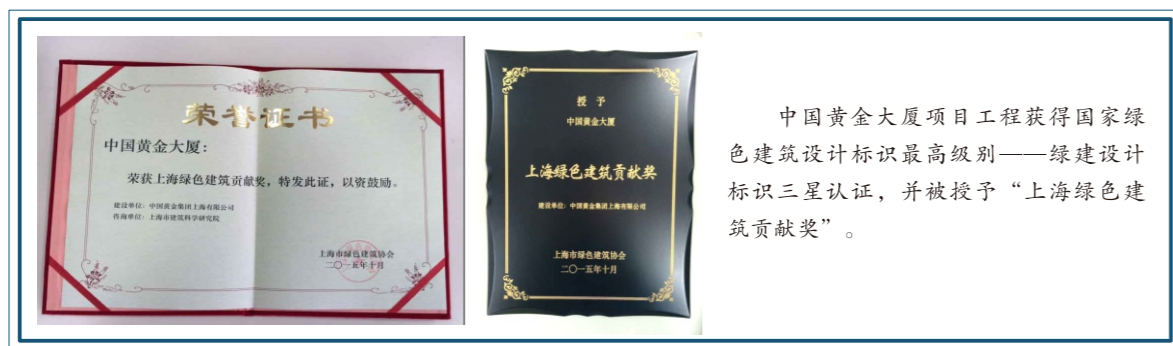 荣誉证书
中国黄金大厦：
荣获上海绿色建筑贡献奖，特发此证，以资鼓励。
建设单位：中国黄金集团上海有限公司
咨询单位：上海市建筑科学研究院
上海市绿色建筑协会
二〇一五年十月
授予
中国黄金大厦
上海绿色建筑贡献奖
建设单位：中国黄金集团上海有限公司
上海市绿色建筑协会
二〇一五年十月
中国黄金大厦项目工程获得国家绿
色建筑设计标识最高级别——绿建设计
标识三星认证，并被授予“上海绿色建
筑贡献奖”。